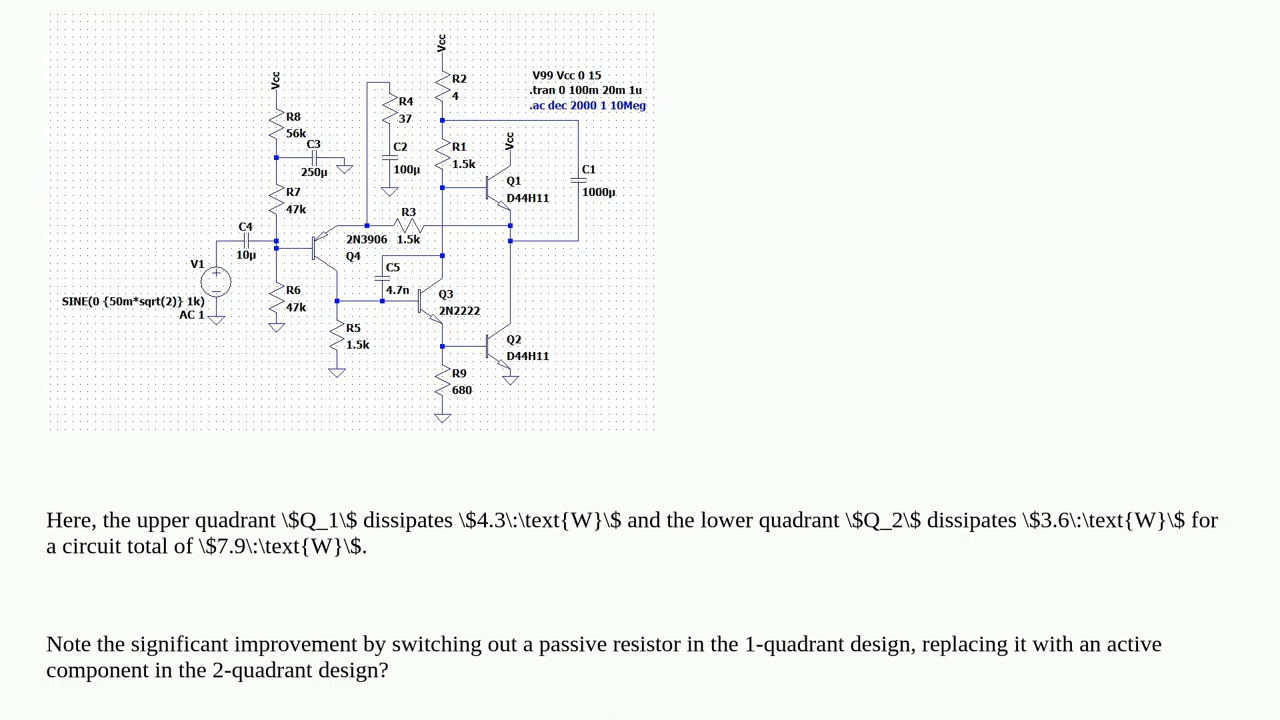 Vcc
Vcc
R2
4
V99 Vcc 0 15
.tran 0 100m 20m 1u
.ac dec 2000 1 10Meg
R4
37
R8
56k
C3
250µ
C2
100µ
R1
1.5k
Vcc
C1
1000µ
Q1
D44H11
R7
47k
R3
1.5k
C4
10µ
2N3906
Q4
V1
C5
4.7n
SINE(0 {50m*sqrt(2)} 1k)
AC 1
R6
47k
Q3
2N2222
R5
1.5k
Q2
D44H11
R9
680
Here, the upper quadrant \$Q_1\$ dissipates \$4.3\:\text{W}\$ and the lower quadrant \$Q_2\$ dissipates \$3.6\:\text{W}\$ for
a circuit total of \$7.9\:\text{W}\$.
Note the significant improvement by switching out a passive resistor in the 1-quadrant design, replacing it with an active
component in the 2-quadrant design?